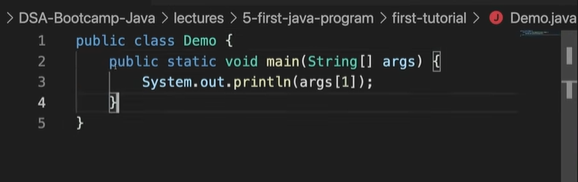 > DSA-Bootcamp-Java > lectures > 5-first-java-program > first-tutorial > J Demo.java
1 public class Demo {
2 public static void main(String[] args) {
3 System.out.println(args[1]);
4 }
5 }